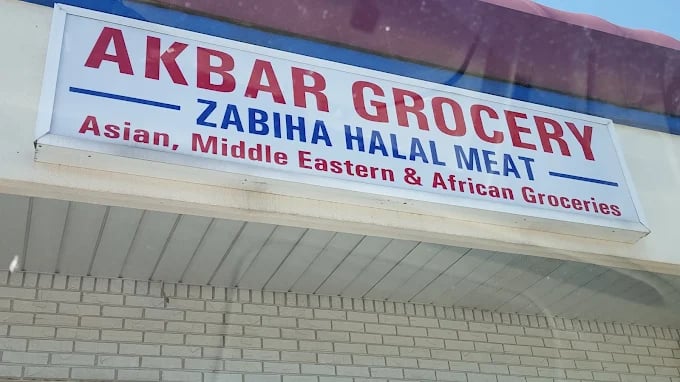 AKBAR GROCERY
ZABIHA HALAL MEAT
Asian, Middle Eastern & African Groceries